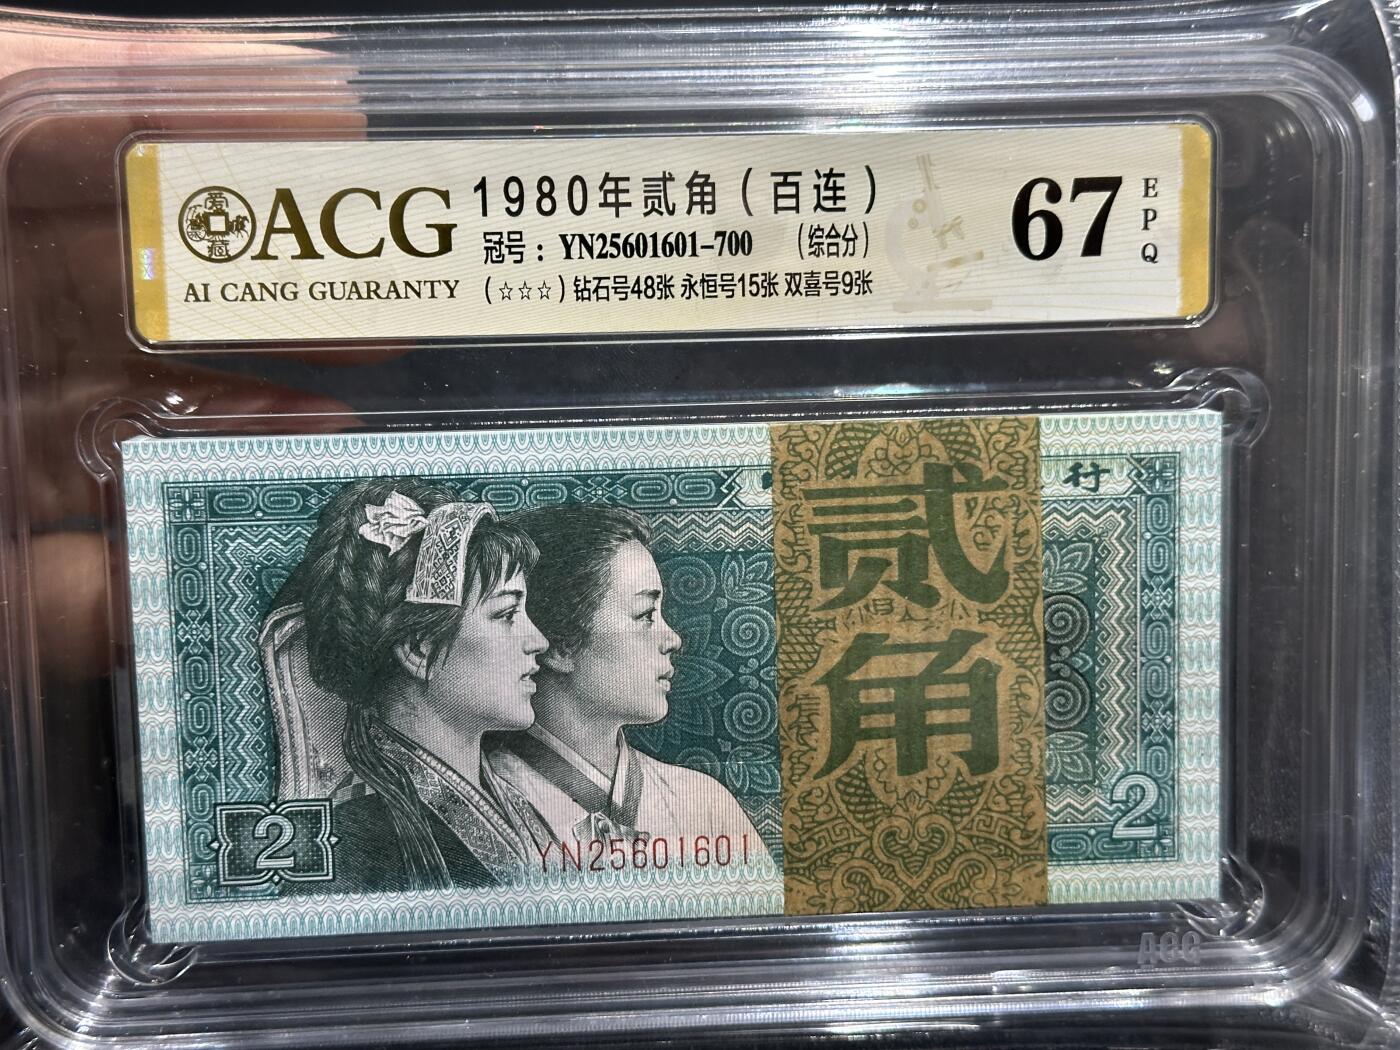 ACG
AI CANG GUARANTY
1980年贰角(百连)
冠号: YN25601601-700 (综合分)
(☆☆☆) 钻石号48张 永恒号15张 双喜号9张
67
EPQ
行
贰角
2
YN25601601
2
ACG